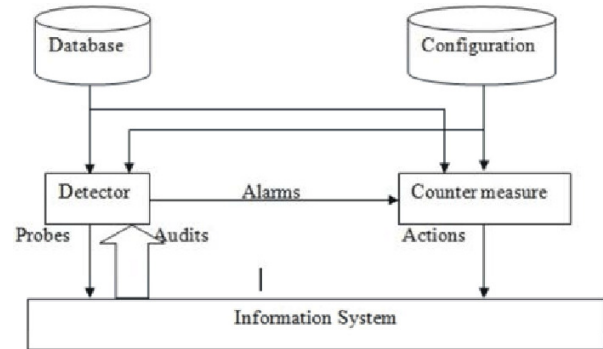 Database
Configuration
Detector
Alarms
Counter measure
Probes
Audits
Actions
Information System